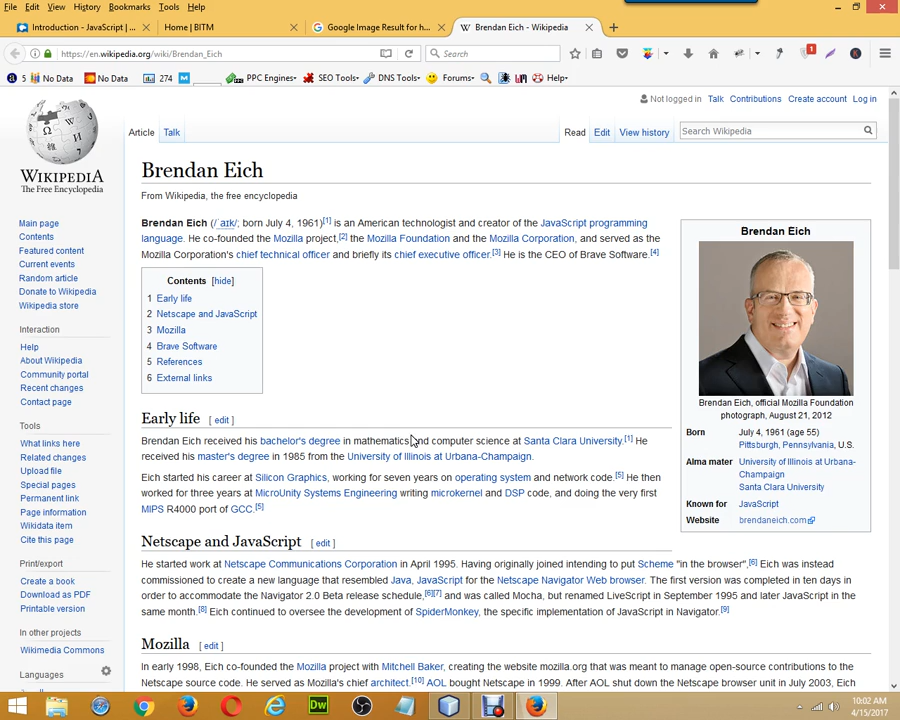 File Edit View History Bookmarks Tools Help
Introduction - JavaScript | ... × Home | BITM × Google Image Result for h... × Brendan Eich - Wikipedia × +
https://en.wikipedia.org/wiki/Brendan_Eich Search 1
5 No Data No Data 274 PPC Engines SEO Tools DNS Tools Forums Help
Not logged in Talk Contributions Create account Log in
Article Talk Read Edit View history Search Wikipedia
WIKIPEDIA
The Free Encyclopedia
Main page
Contents
Featured content
Current events
Random article
Donate to Wikipedia
Wikipedia store
Interaction
Help
About Wikipedia
Community portal
Recent changes
Contact page
Tools
What links here
Related changes
Upload file
Special pages
Permanent link
Page information
Wikidata item
Cite this page
Print/export
Create a book
Download as PDF
Printable version
In other projects
Wikimedia Commons
Languages
Brendan Eich
From Wikipedia, the free encyclopedia
Brendan Eich (/ˈaɪk/; born July 4, 1961)[1] is an American technologist and creator of the JavaScript programming
language. He co-founded the Mozilla project,[2] the Mozilla Foundation and the Mozilla Corporation, and served as the
Mozilla Corporation's chief technical officer and briefly its chief executive officer.[3] He is the CEO of Brave Software.[4]
Contents [hide]
1 Early life
2 Netscape and JavaScript
3 Mozilla
4 Brave Software
5 References
6 External links
Early life [ edit ]
Brendan Eich received his bachelor's degree in mathematics and computer science at Santa Clara University.[1] He
received his master's degree in 1985 from the University of Illinois at Urbana-Champaign.
Eich started his career at Silicon Graphics, working for seven years on operating system and network code.[5] He then
worked for three years at MicroUnity Systems Engineering writing microkernel and DSP code, and doing the very first
MIPS R4000 port of GCC.[5]
Netscape and JavaScript [ edit ]
He started work at Netscape Communications Corporation in April 1995. Having originally joined intending to put Scheme "in the browser",[6] Eich was instead
commissioned to create a new language that resembled Java, JavaScript for the Netscape Navigator Web browser. The first version was completed in ten days in
order to accommodate the Navigator 2.0 Beta release schedule,[6][7] and was called Mocha, but renamed LiveScript in September 1995 and later JavaScript in the
same month.[8] Eich continued to oversee the development of SpiderMonkey, the specific implementation of JavaScript in Navigator.[9]
Mozilla [ edit ]
In early 1998, Eich co-founded the Mozilla project with Mitchell Baker, creating the website mozilla.org that was meant to manage open-source contributions to the
Netscape source code. He served as Mozilla's chief architect.[10] AOL bought Netscape in 1999. After AOL shut down the Netscape browser unit in July 2003, Eich
Brendan Eich
Brendan Eich, official Mozilla Foundation
photograph, August 21, 2012
Born July 4, 1961 (age 55)
Pittsburgh, Pennsylvania, U.S.
Alma mater University of Illinois at Urbana-
Champaign
Santa Clara University
Known for JavaScript
Website brendaneich.com
Dw
10:02 AM
4/15/2017